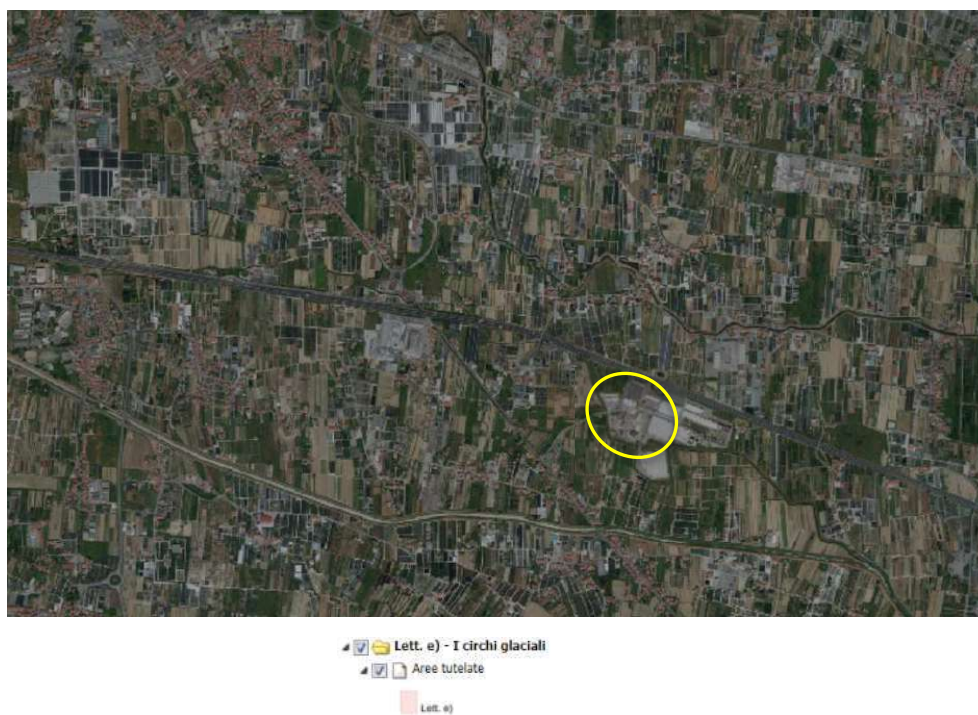 Lett. e) - I circhi glaciali
Aree tutelate
Lett. e)